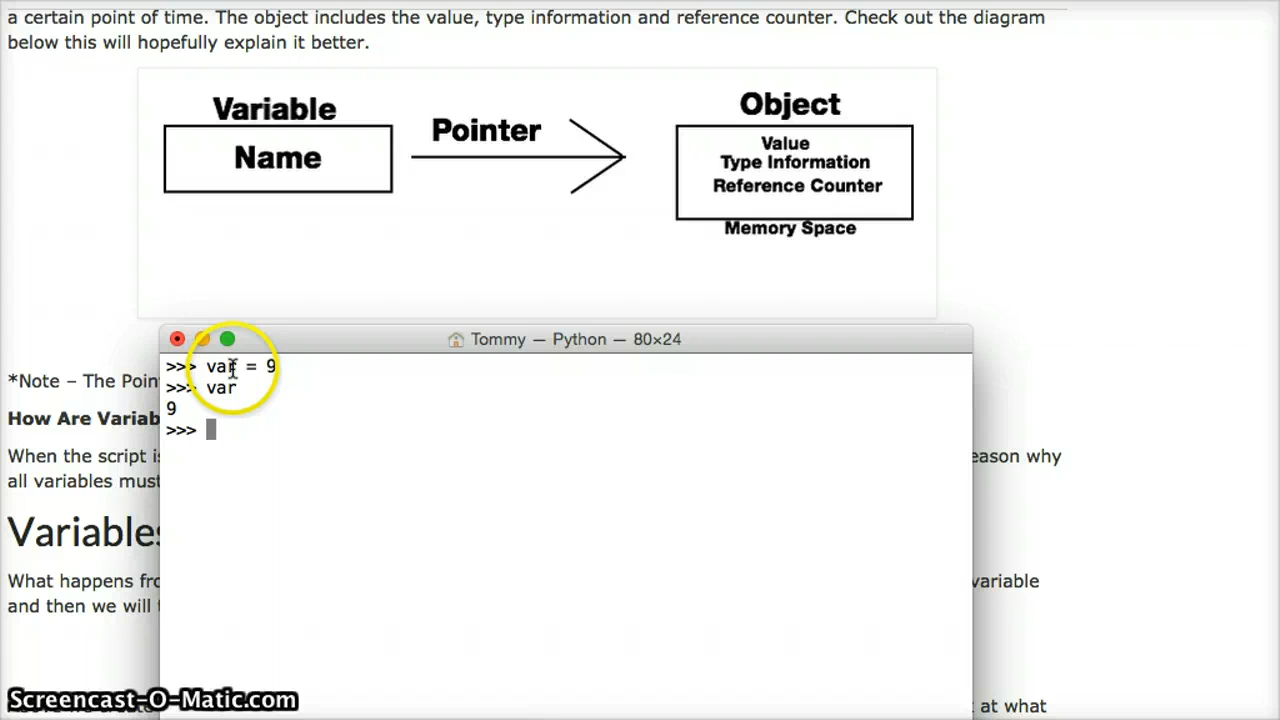 a certain point of time. The object includes the value, type information and reference counter. Check out the diagram
below this will hopefully explain it better.
Variable
Name
Pointer
Object
Value
Type Information
Reference Counter
Memory Space
Tommy — Python — 80×24
>>> var = 9
>>> var
9
>>>
*Note – The Poin
How Are Variab
When the script is
eason why
all variables must
Variables
What happens fro
variable
and then we will
at what
Screencast-O-Matic.com